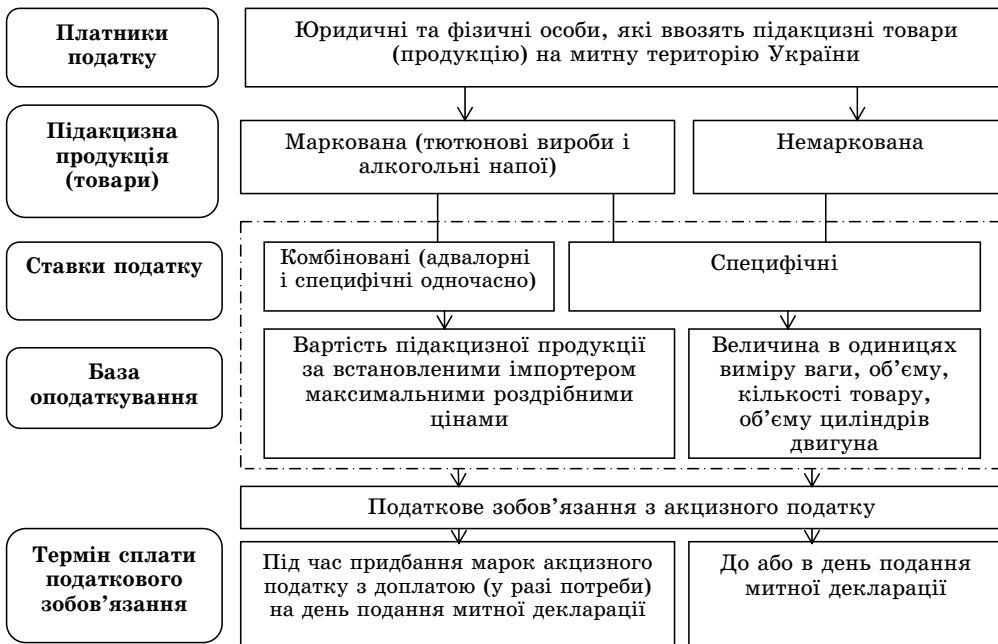 Платники
податку
Юридичні та фізичні особи, які ввозять підакцизні товари
(продукцію) на митну територію України
Підакцизна
продукція
(товари)
Маркована (тютюнові вироби і
алкогольні напої)
Немаркована
Ставки податку
Комбіновані (адвалорні
і специфічні одночасно)
Специфічні
База
оподаткування
Вартість підакцизної продукції
за встановленими імпортером
максимальними роздрібними
цінами
Величина в одиницях
виміру ваги, об’єму,
кількості товару,
об’єму циліндрів
двигуна
Податкове зобов’язання з акцизного податку
Термін сплати
податкового
зобов’язання
Під час придбання марок акцизного
податку з доплатою (у разі потреби)
на день подання митної декларації
До або в день подання
митної декларації